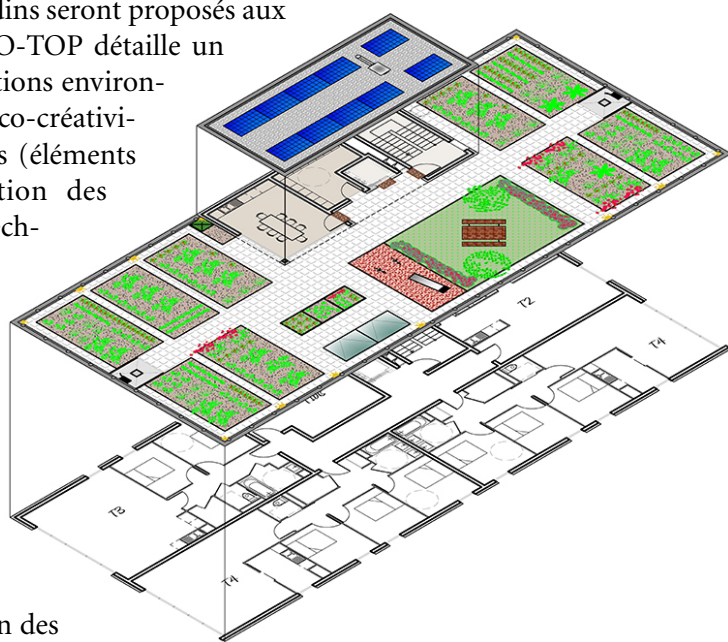 dins seront proposés aux
O-TOP détaille un
tions environ-
co-créativi-
s (éléments
tion des
ch-
T2
T4
T4
n des